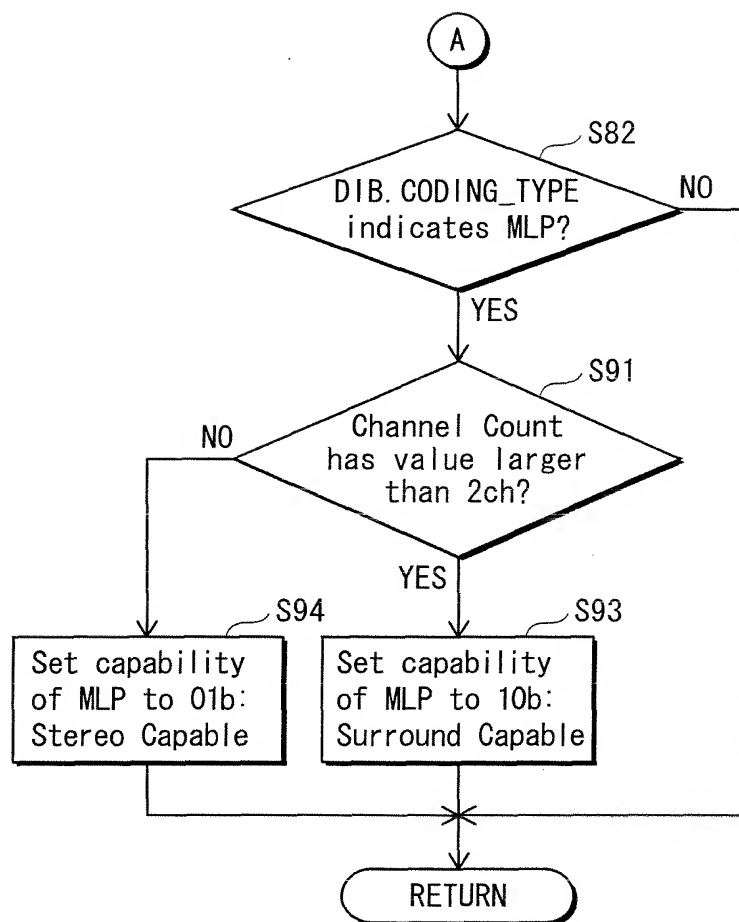 A
S82
DIB.CODING_TYPE
indicates MLP?
NO
YES
S91
Channel Count
has value larger
than 2ch?
NO
YES
S94
Set capability
of MLP to 01b:
Stereo Capable
S93
Set capability
of MLP to 10b:
Surround Capable
RETURN